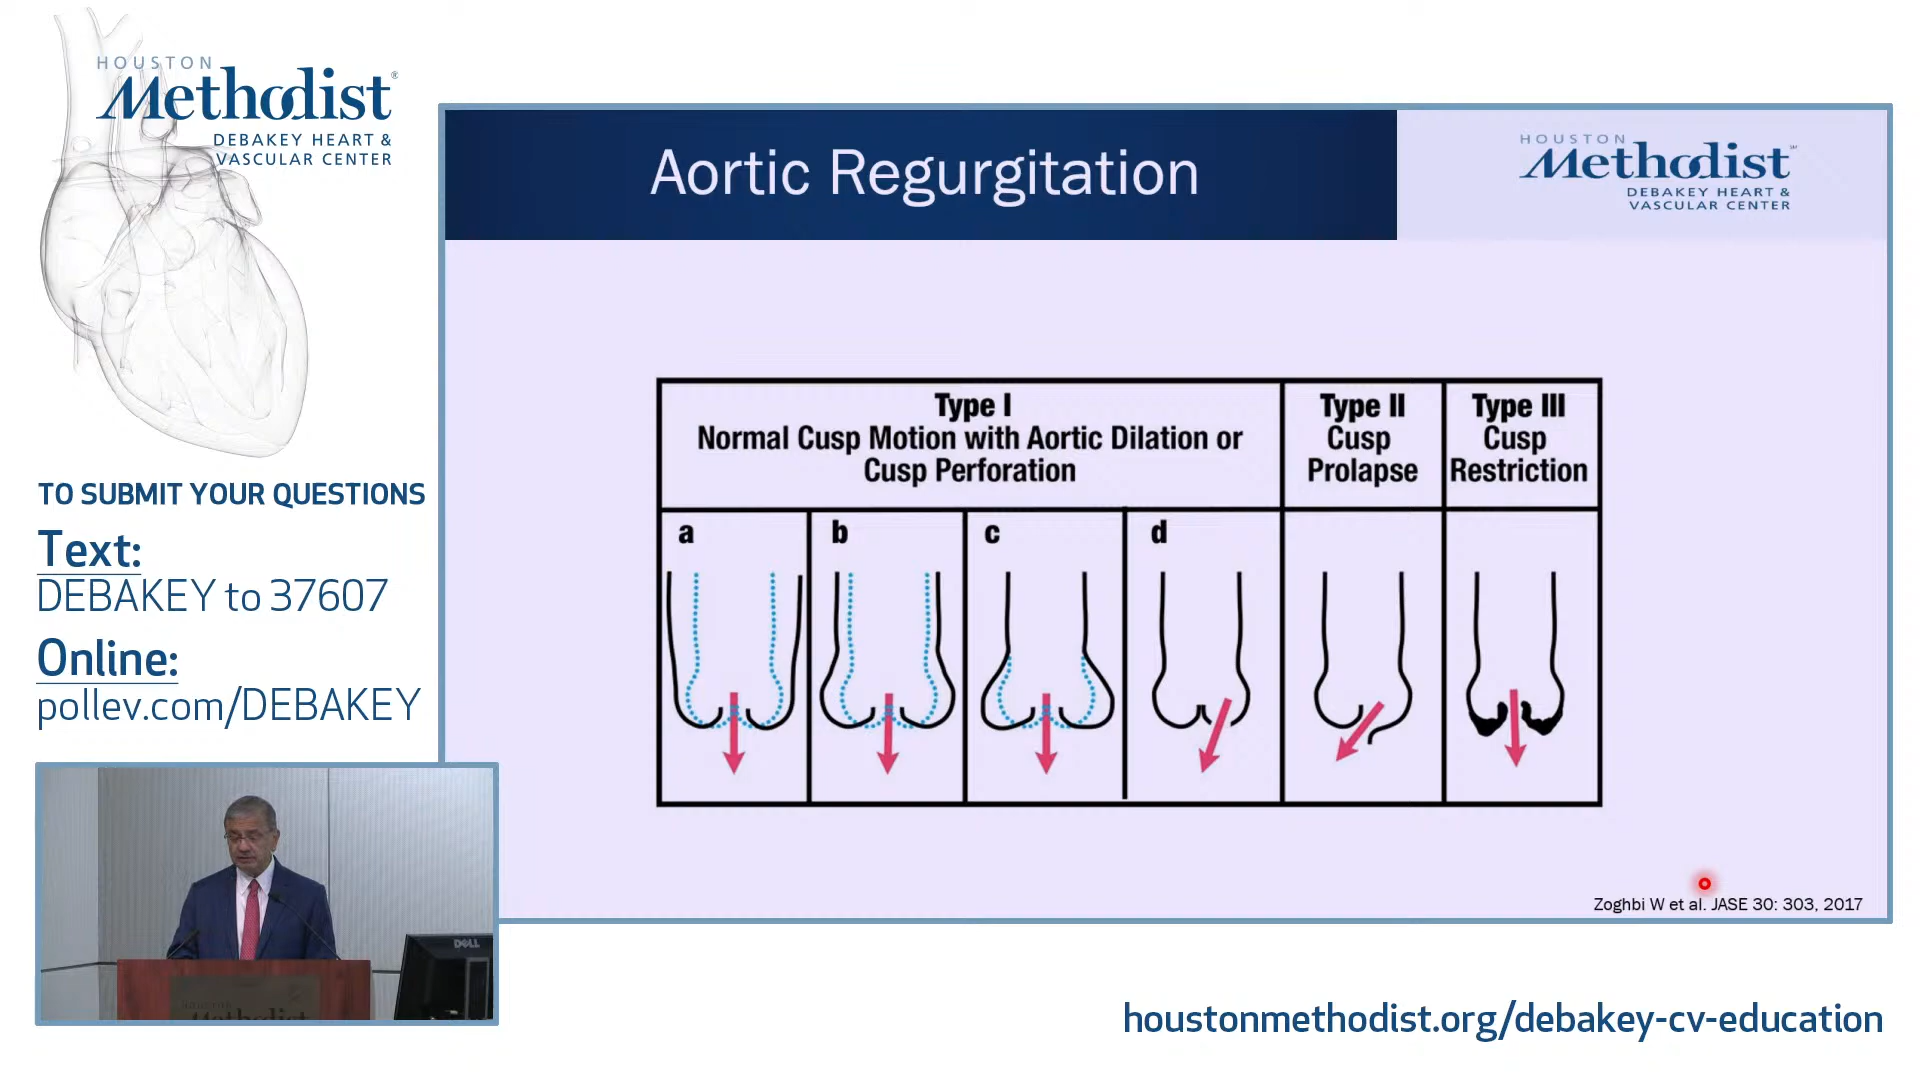 HOUSTON
Methodist®
DEBAKEY HEART &
VASCULAR CENTER
TO SUBMIT YOUR QUESTIONS
Text:
DEBAKEY to 37607
Online:
pollev.com/DEBAKEY
Aortic Regurgitation
HOUSTON
Methodist
DEBAKEY HEART &
VASCULAR CENTER
Type I
Normal Cusp Motion with Aortic Dilation or
Cusp Perforation
Type II
Cusp
Prolapse
Type III
Cusp
Restriction
a
b
c
d
Zoghbi W et al. JASE 30: 303, 2017
DELL
Methodist
houstonmethodist.org/debakey-cv-education